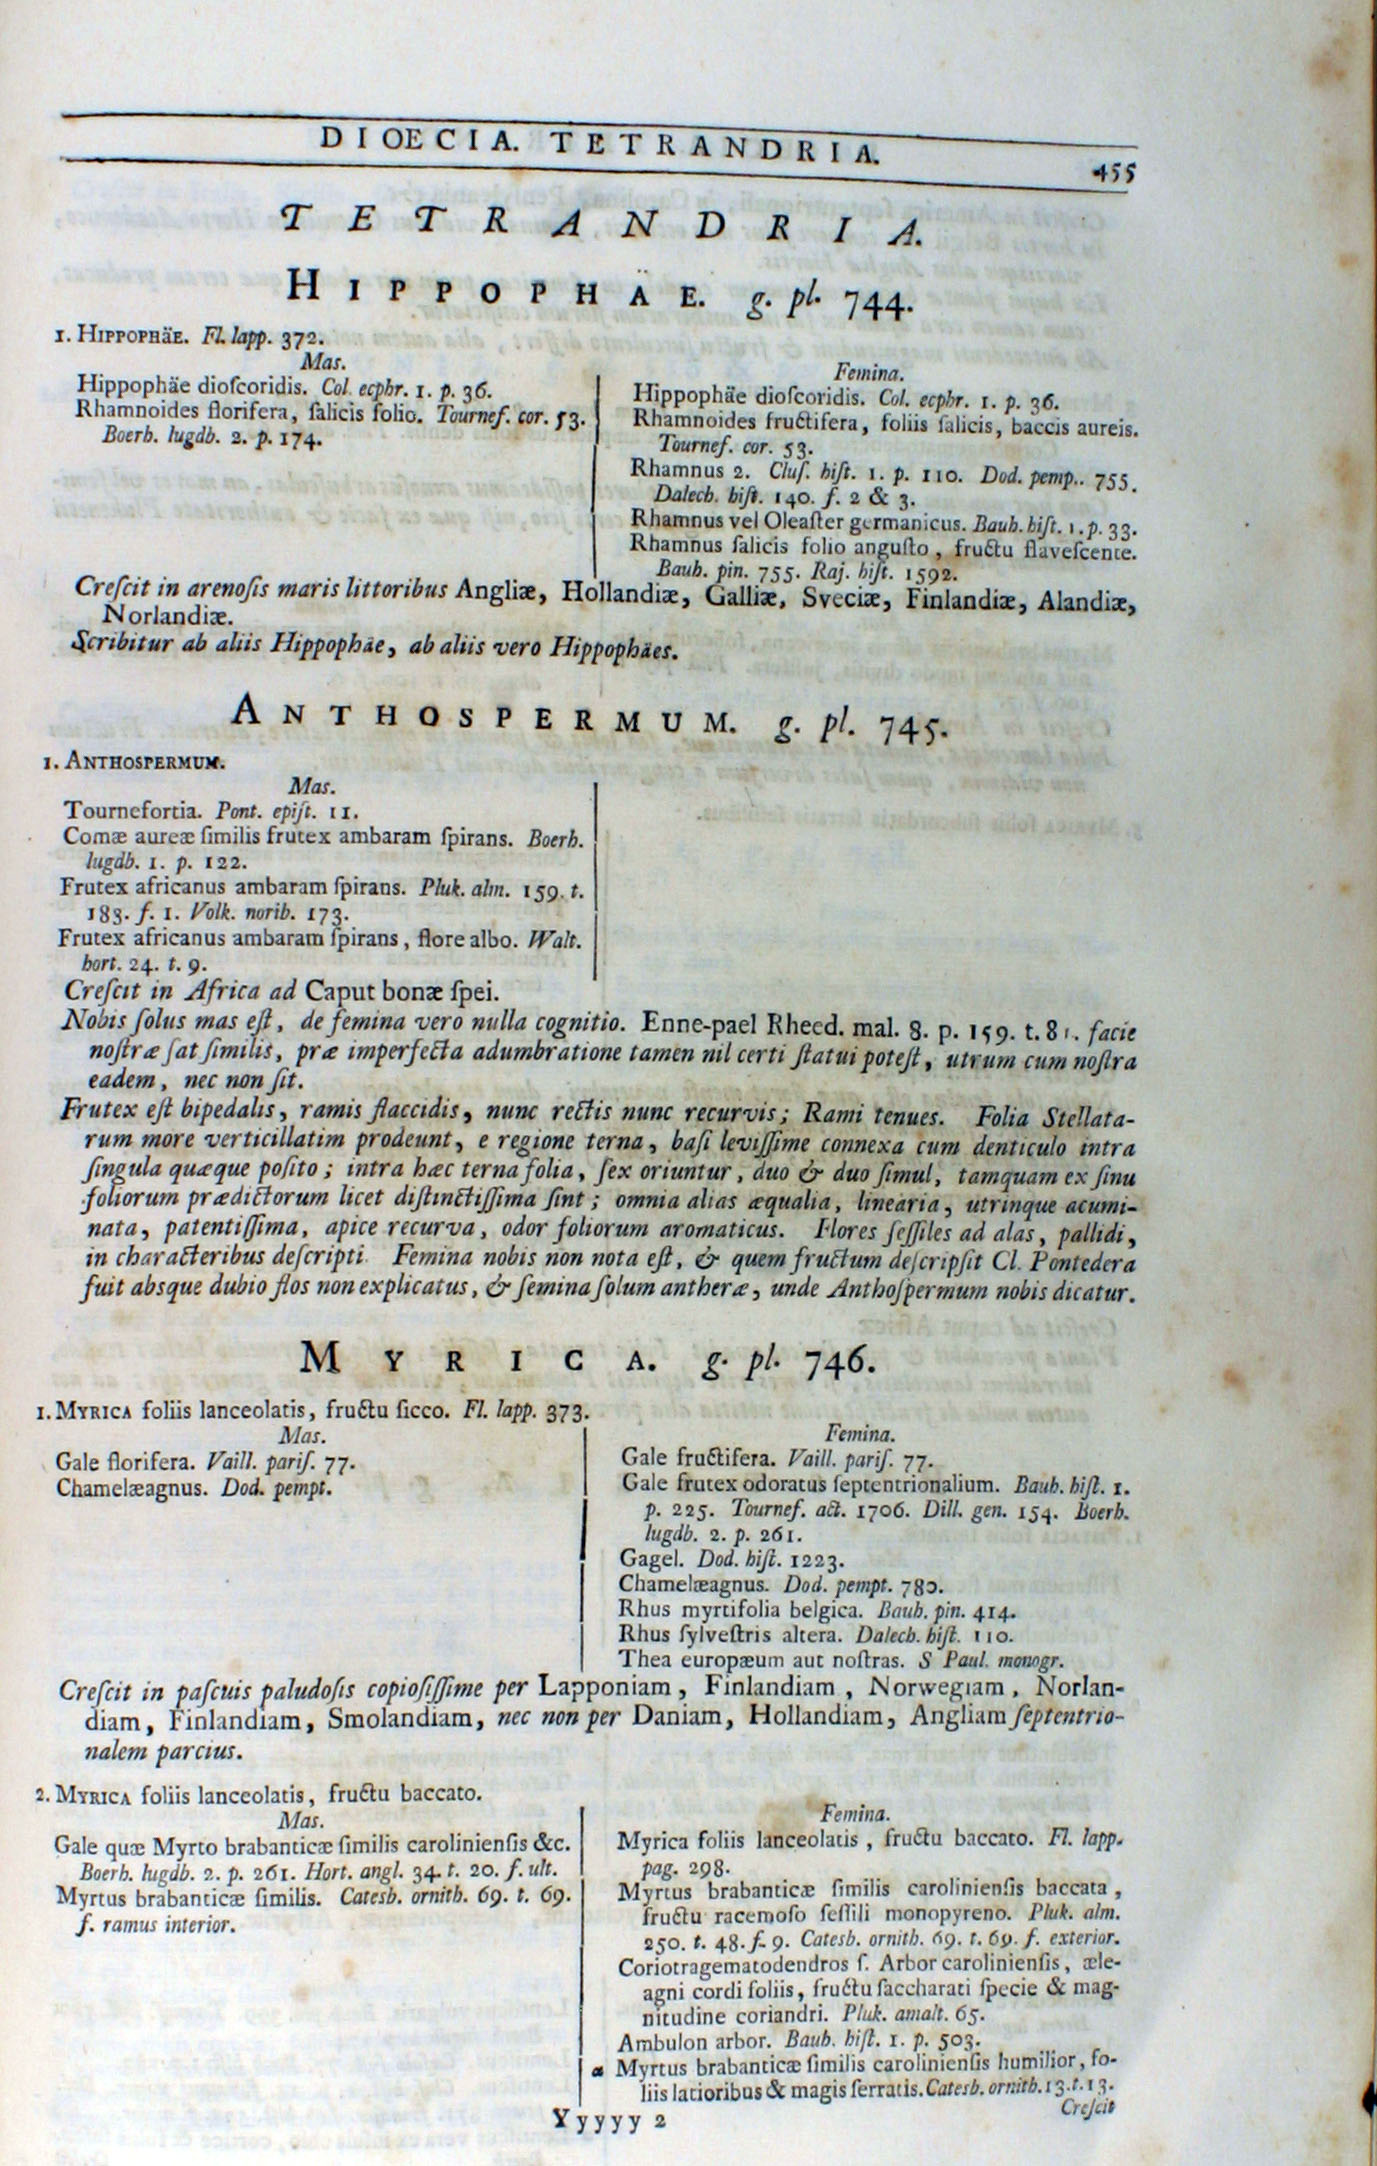 DIOECIA. TETRANDRIA.
455
TETRANDRIA.
HIPPOPHÄE. g. pl. 744.
1. HIPPOPHÄE. Fl. lapp. 372.
Mas.
Hippophäe dioſcoridis. Col. ecphr. 1. p. 36.
Rhamnoides florifera, ſalicis folio. Tournef. cor. 53.
Boerh. lugdb. 2. p. 174.
Femina.
Hippophäe dioſcoridis. Col. ecphr. 1. p. 36.
Rhamnoides fructifera, foliis ſalicis, baccis aureis.
Tournef. cor. 53.
Rhamnus 2. Cluſ. hiſt. 1. p. 110. Dod. pemp.. 755.
Dalech. hiſt. 140. f. 2 & 3.
Rhamnus vel Oleaſter germanicus. Bauh. hiſt. 1. p. 33.
Rhamnus ſalicis folio anguſto, fructu flaveſcente.
Bauh. pin. 755. Raj. hiſt. 1592.
Creſcit in arenoſis maris littoribus Angliæ, Hollandiæ, Galliæ, Sveciæ, Finlandiæ, Alandiæ,
Norlandiæ.
Scribitur ab aliis Hippophäe, ab aliis vero Hippophäes.
ANTHOSPERMUM. g. pl. 745.
1. ANTHOSPERMUM.
Mas.
Tournefortia. Pont. epiſt. 11.
Comæ aureæ ſimilis frutex ambaram ſpirans. Boerh.
lugdb. 1. p. 122.
Frutex africanus ambaram ſpirans. Pluk. alm. 159. t.
183. f. 1. Volk. norib. 173.
Frutex africanus ambaram ſpirans, flore albo. Walt.
hort. 24. t. 9.
Creſcit in Africa ad Caput bonæ ſpei.
Nobis ſolus mas eſt, de femina vero nulla cognitio. Enne-pael Rheed. mal. 8. p. 159. t. 81. facie
noſtræ ſat ſimilis, præ imperfecta adumbratione tamen nil certi ſtatui poteſt, utrum cum noſtra
eadem, nec non ſit.
Frutex eſt bipedalis, ramis flaccidis, nunc rectis nunc recurvis; Rami tenues. Folia Stellata-
rum more verticillatim prodeunt, e regione terna, baſi leviſſime connexa cum denticulo intra
ſingula quæque poſito; intra hæc terna folia, ſex oriuntur, duo & duo ſimul, tamquam ex ſinu
foliorum prædictorum licet diſtinctiſſima ſint; omnia alias æqualia, linearia, utrinque acumi-
nata, patentiſſima, apice recurva, odor foliorum aromaticus. Flores ſeſſiles ad alas, pallidi,
in characteribus deſcripti. Femina nobis non nota eſt, & quem fructum deſcripſit Cl. Pontedera
fuit absque dubio flos non explicatus, & ſemina ſolum antheræ, unde Anthoſpermum nobis dicatur.
MYRICA. g. pl. 746.
1. MYRICA foliis lanceolatis, fructu ſicco. Fl. lapp. 373.
Mas.
Gale florifera. Vaill. pariſ. 77.
Chamelæagnus. Dod. pempt.
Femina.
Gale fructifera. Vaill. pariſ. 77.
Gale frutex odoratus ſeptentrionalium. Bauh. hiſt. 1.
p. 225. Tournef. act. 1706. Dill. gen. 154. Boerh.
lugdb. 2. p. 261.
Gagel. Dod. hiſt. 1223.
Chamelæagnus. Dod. pempt. 780.
Rhus myrtifolia belgica. Bauh. pin. 414.
Rhus ſylveſtris altera. Dalech. hiſt. 110.
Thea europæum aut noſtras. S Paul. monogr.
Creſcit in paſcuis paludoſis copioſiſſime per Lapponiam, Finlandiam, Norwegiam, Norlan-
diam, Finlandiam, Smolandiam, nec non per Daniam, Hollandiam, Angliam ſeptentrio-
nalem parcius.
2. MYRICA foliis lanceolatis, fructu baccato.
Mas.
Gale quæ Myrto brabanticæ ſimilis carolinienſis &c.
Boerh. lugdb. 2. p. 261. Hort. angl. 34. t. 20. f. ult.
Myrtus brabanticæ ſimilis. Catesb. ornith. 69. t. 69.
f. ramus interior.
Femina.
Myrica foliis lanceolatis, fructu baccato. Fl. lapp.
pag. 298.
Myrtus brabanticæ ſimilis carolinienſis baccata,
fructu racemoſo ſeſſili monopyreno. Pluk. alm.
250. t. 48. f. 9. Catesb. ornith. 69. t. 69. f. exterior.
Coriotragematodendros ſ. Arbor carolinienſis, æle-
agni cordi foliis, fructu ſaccharati ſpecie & mag-
nitudine coriandri. Pluk. amalt. 65.
Ambulon arbor. Bauh. hiſt. 1. p. 503.
α Myrtus brabanticæ ſimilis carolinienſis humilior, fo-
liis latioribus & magis ſerratis. Catesb. ornith. 13. t. 13.
Yyyyy 2
Creſcit